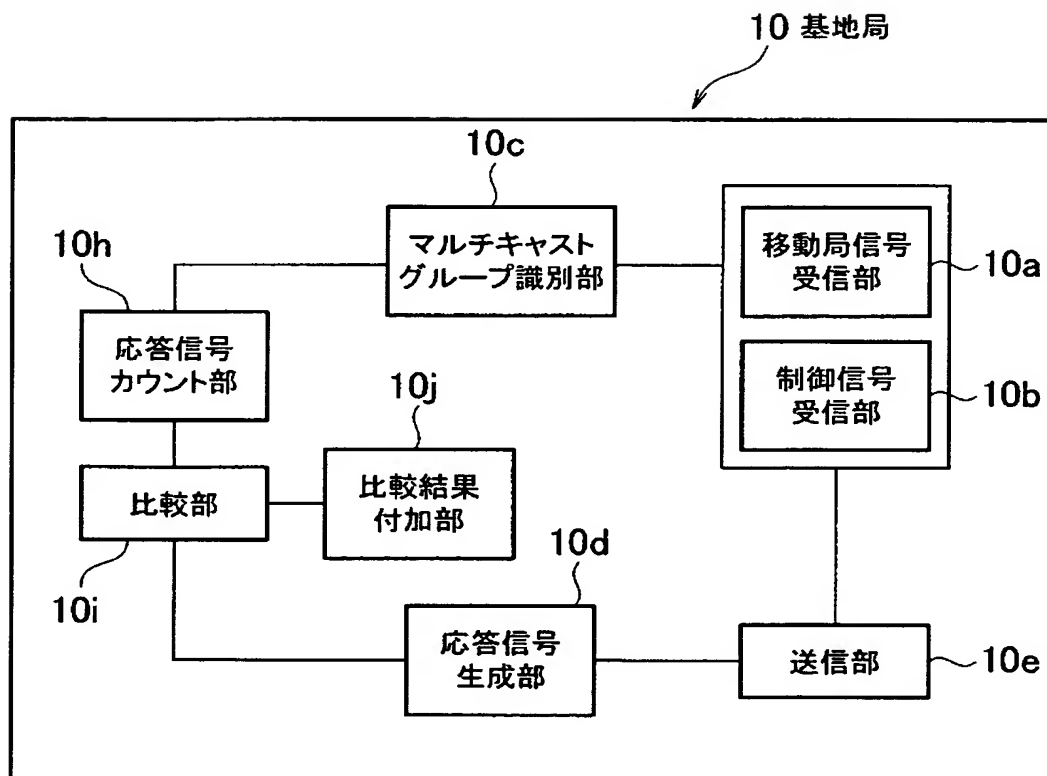 10 基地局
10c
マルチキャスト
グループ識別部
移動局信号
受信部
10a
制御信号
受信部
10b
10h
応答信号
カウント部
10j
比較結果
付加部
比較部
10i
10d
応答信号
生成部
送信部
10e